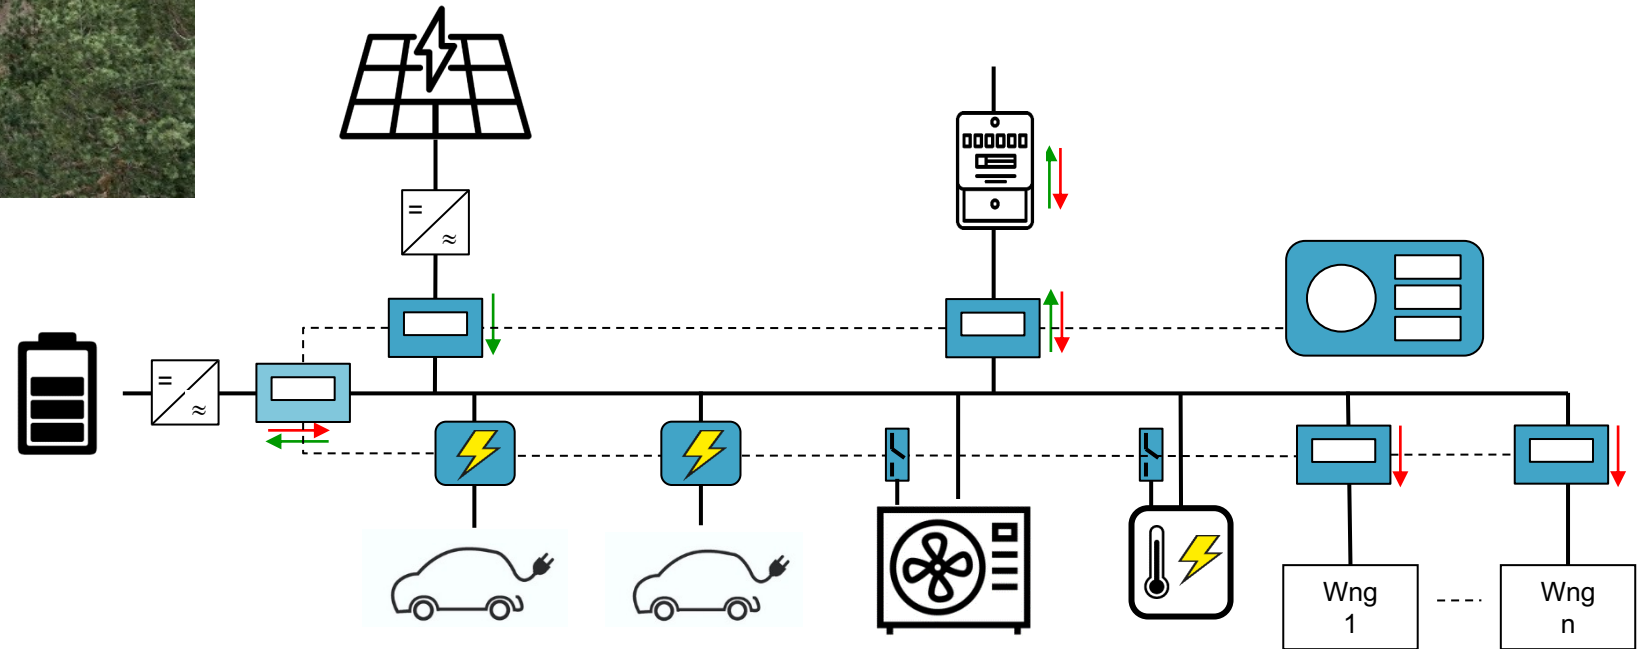 =
≈
=
≈
Wng
1
Wng
n